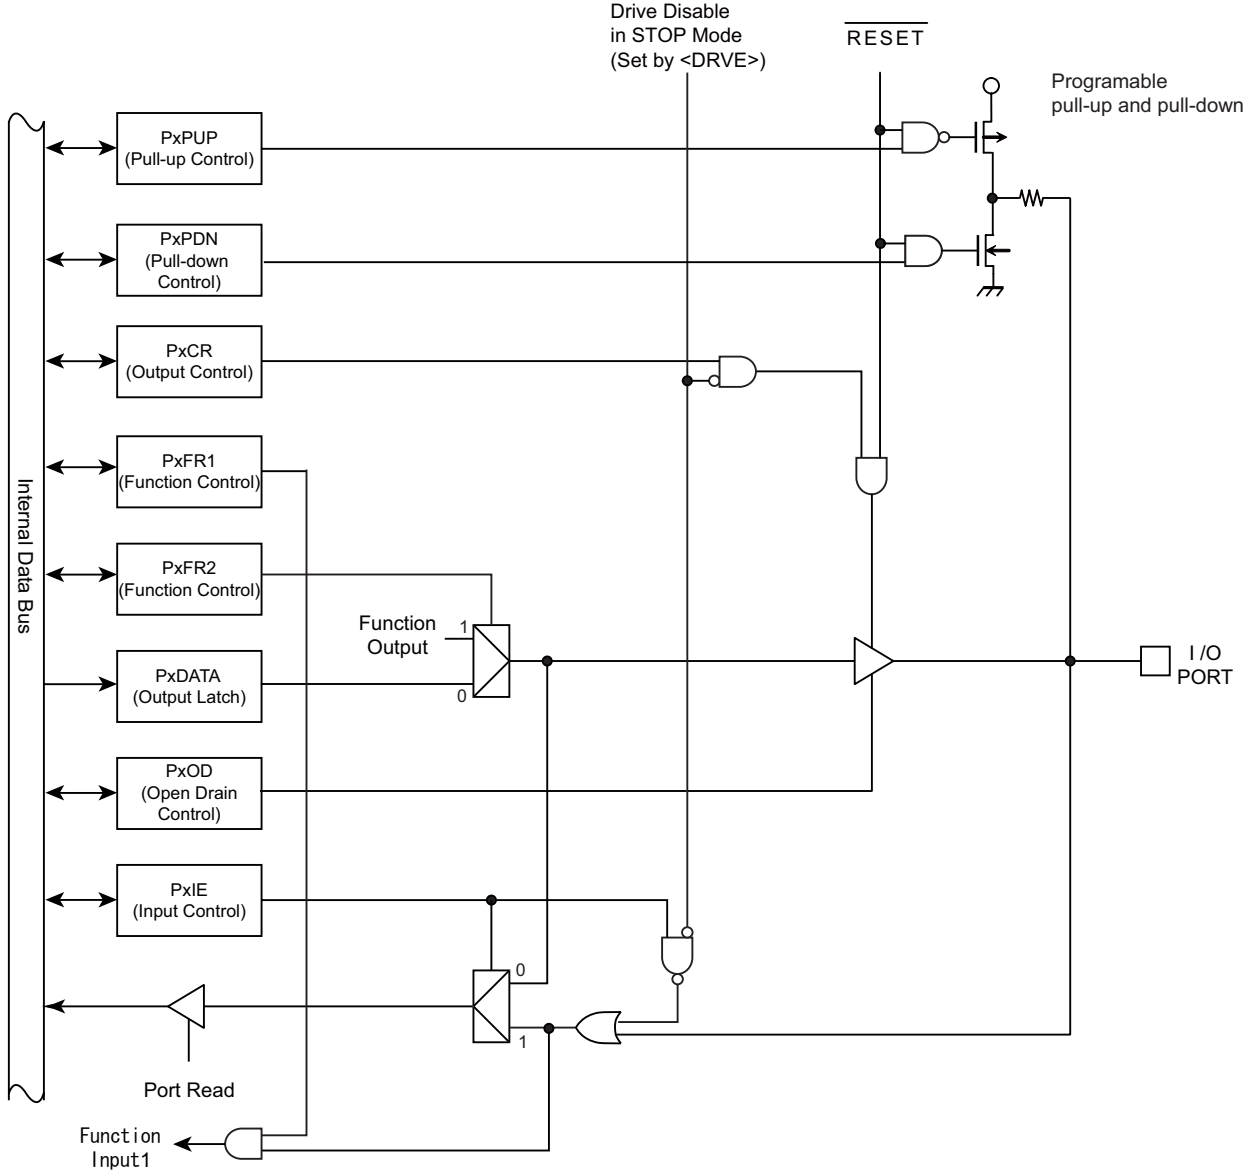 Drive Disable
in STOP Mode
(Set by <DRVE>)
RESET
Programable
pull-up and pull-down
PxPUP
(Pull-up Control)
PxPDN
(Pull-down
Control)
PxCR
(Output Control)
PxFR1
(Function Control)
Internal Data Bus
PxFR2
(Function Control)
Function
Output
1
0
PxDATA
(Output Latch)
I /O
PORT
PxOD
(Open Drain
Control)
PxIE
(Input Control)
0
1
Port Read
Function
Input1